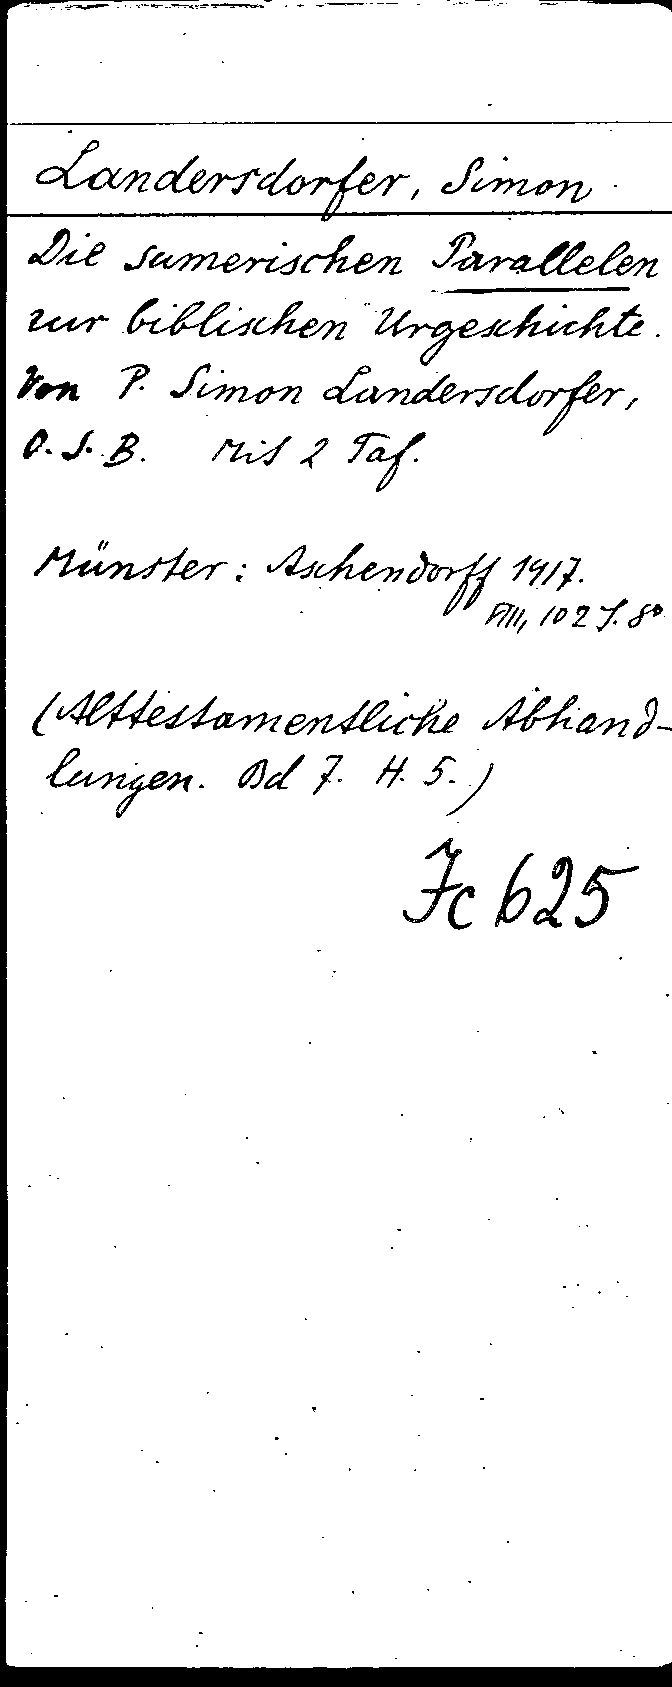 Landersdorfer, Simon
Die sumerischen Parallelen
zur biblischen Urgeschichte.
Von P. Simon Landersdorfer,
O.S.B. Mit 2 Taf.
Münster: Aschendorff 1917.
VIII, 102 S. 8°
(Alttestamentliche Abhand-
lungen. Bd 7. H. 5.)
Jc 625